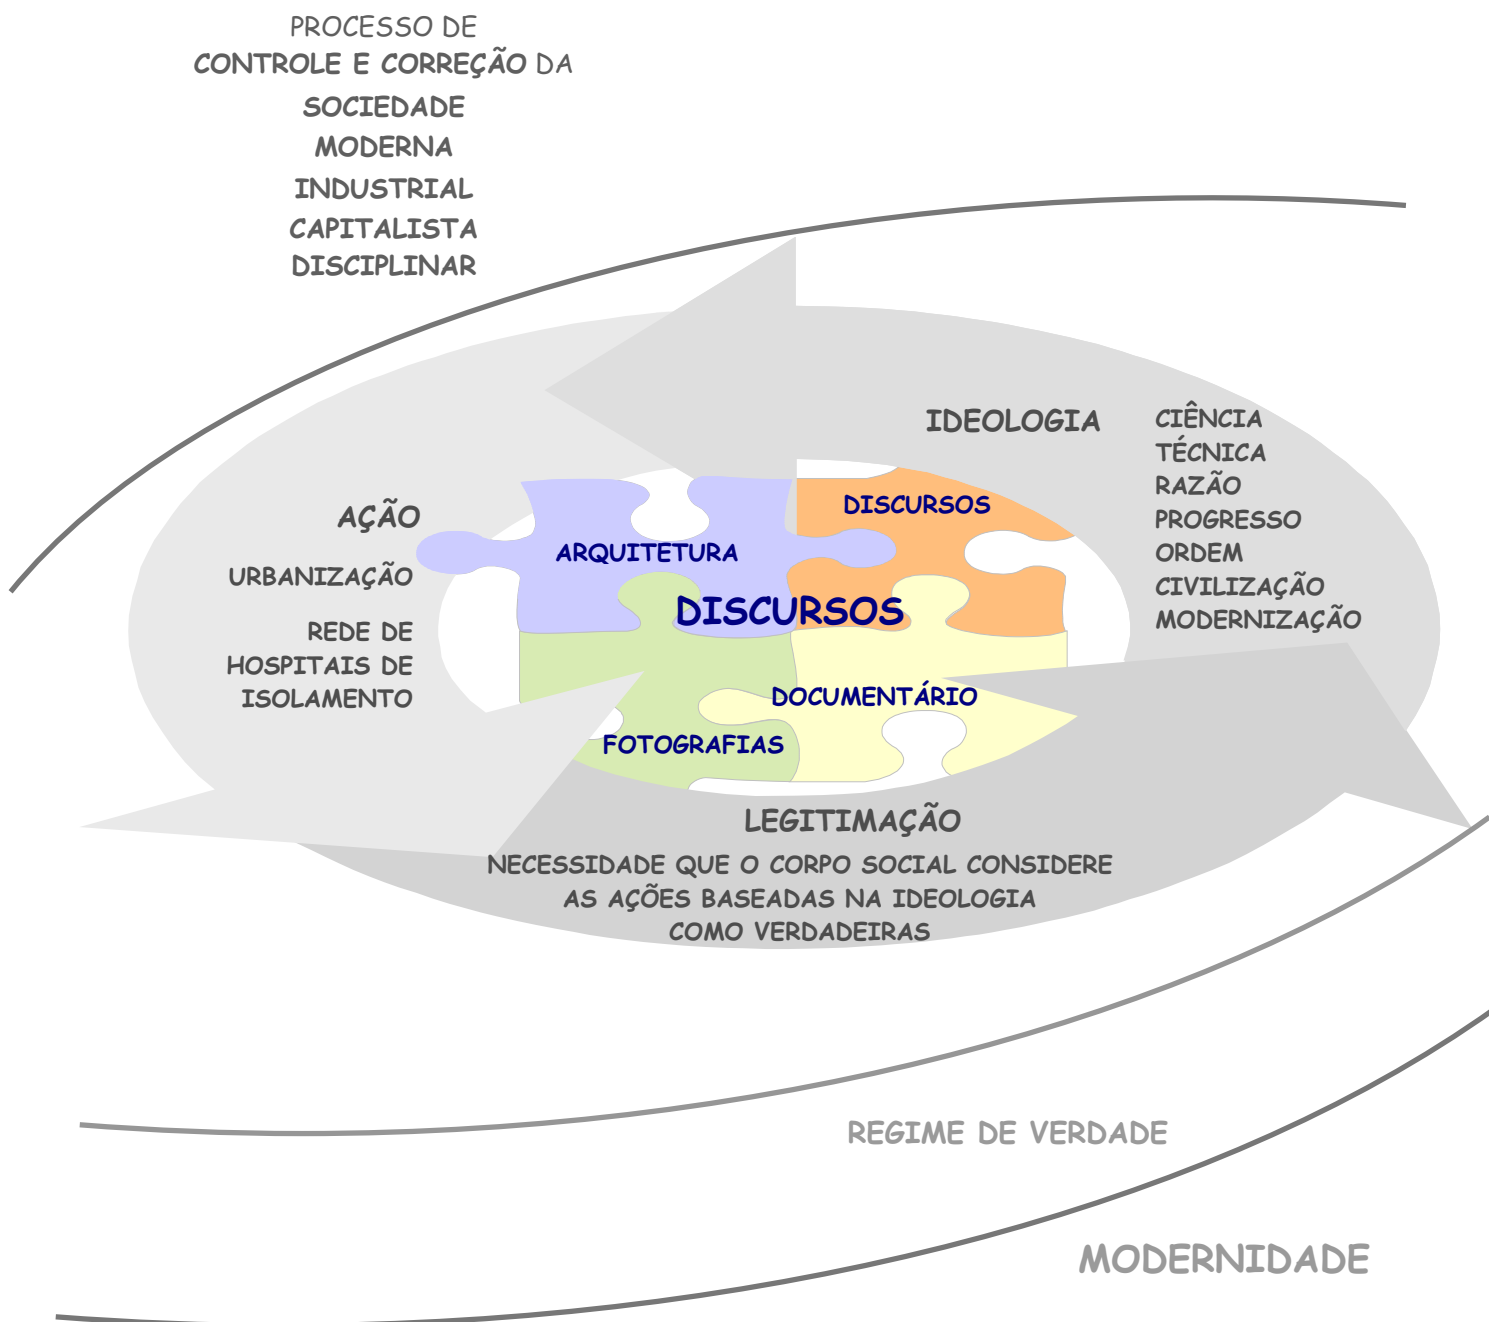 PROCESSO DE
CONTROLE E CORREÇÃO DA
SOCIEDADE
MODERNA
INDUSTRIAL
CAPITALISTA
DISCIPLINAR
IDEOLOGIA
CIÊNCIA
TÉCNICA
RAZÃO
PROGRESSO
ORDEM
CIVILIZAÇÃO
MODERNIZAÇÃO
AÇÃO
URBANIZAÇÃO
REDE DE
HOSPITAIS DE
ISOLAMENTO
DISCURSOS
ARQUITETURA
DISCURSOS
DOCUMENTÁRIO
FOTOGRAFIAS
LEGITIMAÇÃO
NECESSIDADE QUE O CORPO SOCIAL CONSIDERE
AS AÇÕES BASEADAS NA IDEOLOGIA
COMO VERDADEIRAS
REGIME DE VERDADE
MODERNIDADE